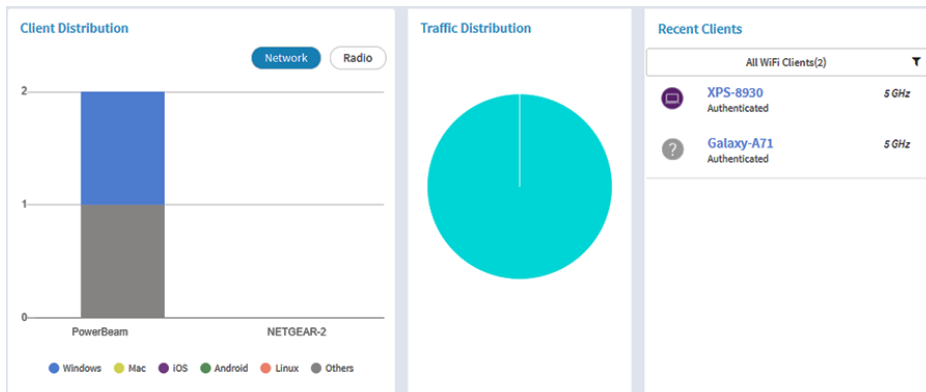 Client Distribution
Network
Radio
2
1
0
PowerBeam
NETGEAR-2
Windows
Mac
iOS
Android
Linux
Others
Traffic Distribution
Recent Clients
All WiFi Clients(2)
XPS-8930
5 GHz
Authenticated
?
Galaxy-A71
5 GHz
Authenticated